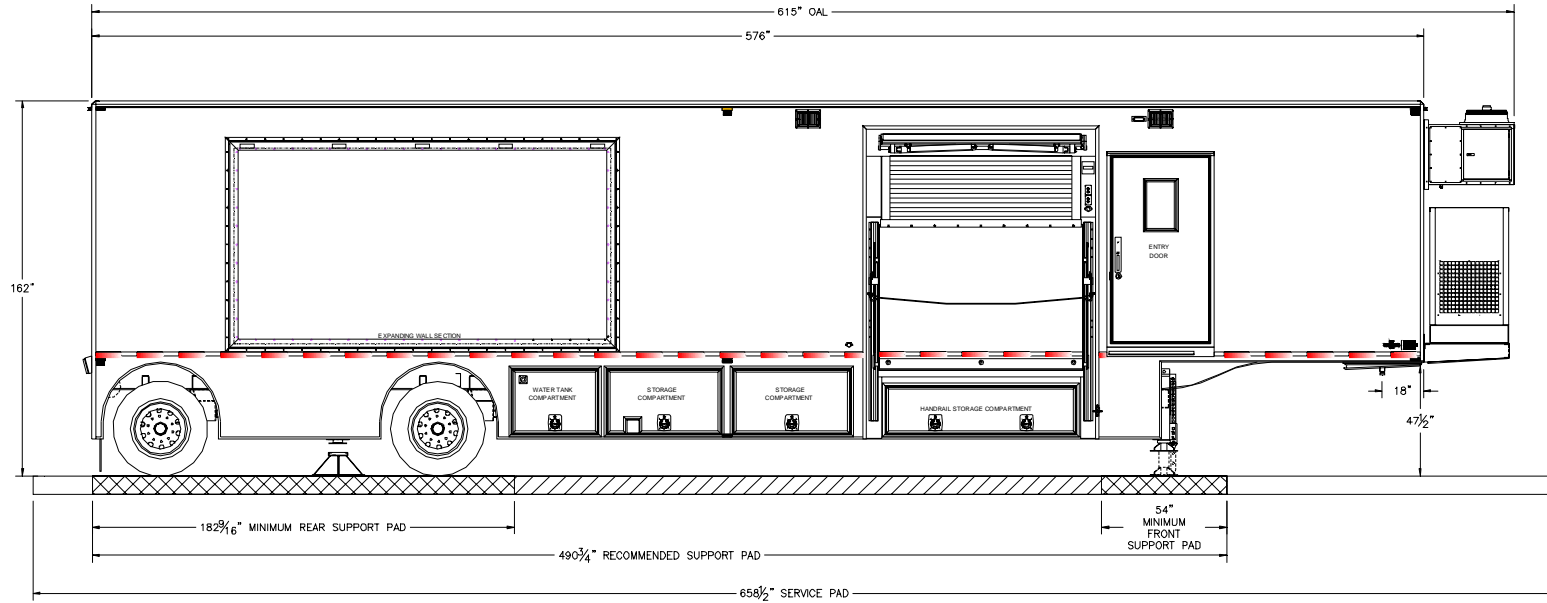 615" OAL
576"
162"
ENTRY
DOOR
EXPANDING WALL SECTION
WATER TANK
COMPARTMENT
STORAGE
COMPARTMENT
STORAGE
COMPARTMENT
HANDRAIL STORAGE COMPARTMENT
18"
47½"
182 9/16" MINIMUM REAR SUPPORT PAD
54"
MINIMUM
FRONT
SUPPORT PAD
490¾" RECOMMENDED SUPPORT PAD
658½" SERVICE PAD